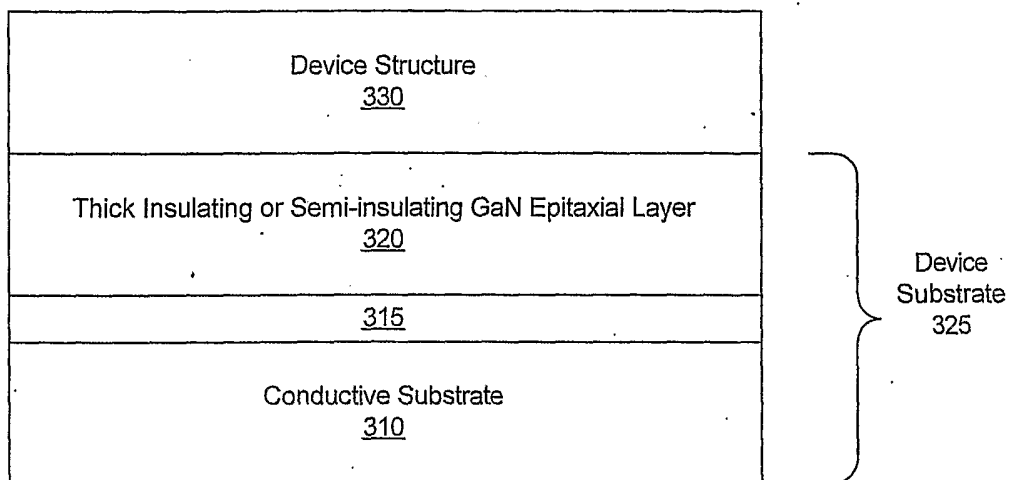 Device Structure
330
Thick Insulating or Semi-insulating GaN Epitaxial Layer
320
315
Conductive Substrate
310
Device
Substrate
325